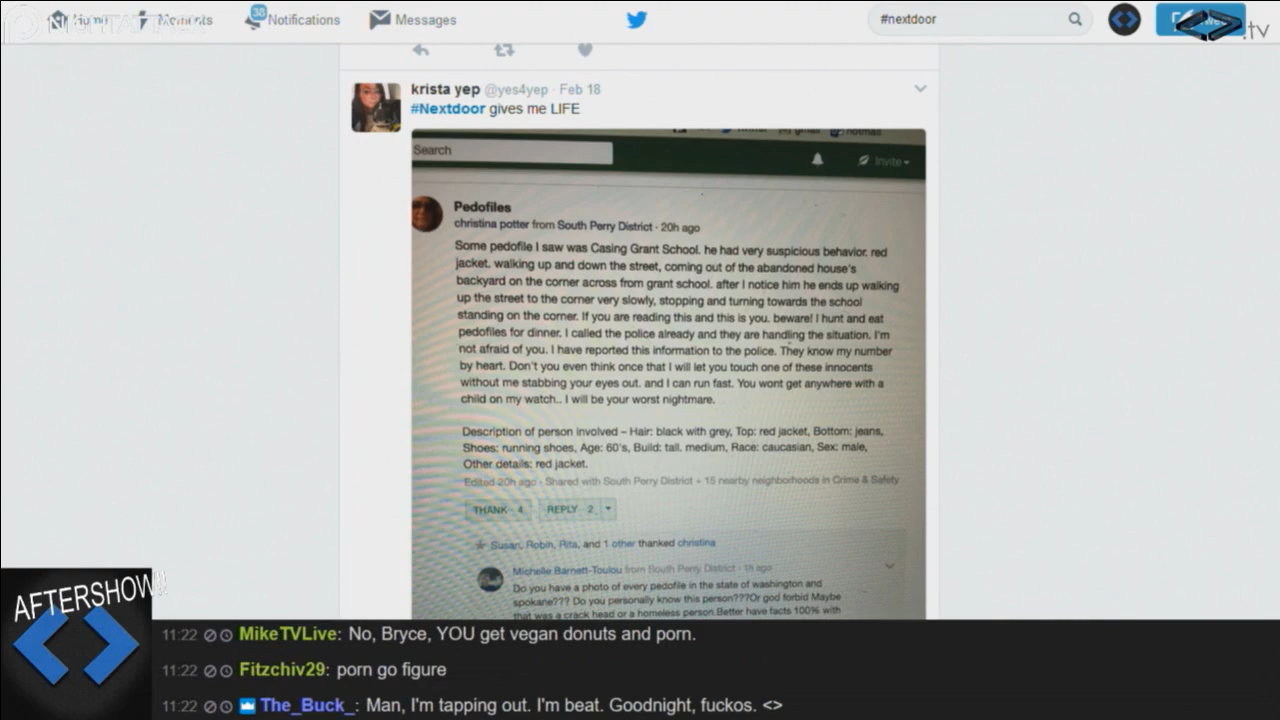 Home
Moments
38
Notifications
Messages
#nextdoor
NIGHT ATTACK
.tv
krista yep @yes4yep · Feb 18
#Nextdoor gives me LIFE
Search
Invite
Pedofiles
christina potter from South Perry District · 20h ago
Some pedofile I saw was Casing Grant School. he had very suspicious behavior. red
jacket. walking up and down the street, coming out of the abandoned house's
backyard on the corner across from grant school. after I notice him he ends up walking
up the street to the corner very slowly, stopping and turning towards the school
standing on the corner. If you are reading this and this is you. beware! I hunt and eat
pedofiles for dinner. I called the police already and they are handling the situation. I'm
not afraid of you. I have reported this information to the police. They know my number
by heart. Don't you even think once that I will let you touch one of these innocents
without me stabbing your eyes out. and I can run fast. You wont get anywhere with a
child on my watch.. I will be your worst nightmare.
Description of person involved – Hair: black with grey, Top: red jacket, Bottom: jeans,
Shoes: running shoes, Age: 60's, Build: tall. medium, Race: caucasian, Sex: male,
Other details: red jacket.
Edited 20h ago · Shared with South Perry District + 15 nearby neighborhoods in Crime & Safety
THANK · 4
REPLY · 2
Susan, Robin, Rita, and 1 other thanked christina
Michelle Barnett-Toulou from South Perry District · 1h ago
Do you have a photo of every pedofile in the state of washington and
spokane??? Do you personally know this person???Or god forbid Maybe
that was a crack head or a homeless person.Better have facts 100% with
AFTERSHOW!!
11:22 MikeTVLive: No, Bryce, YOU get vegan donuts and porn.
11:22 Fitzchiv29: porn go figure
11:22 The_Buck_: Man, I'm tapping out. I'm beat. Goodnight, fuckos. <>